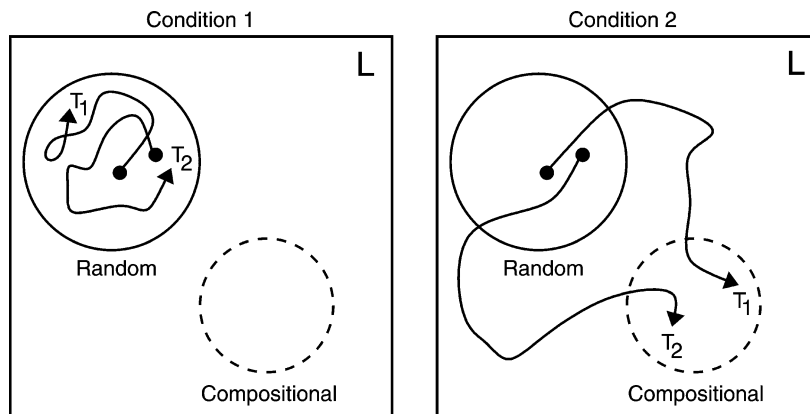 Condition 1
L
T1
T2
Random
Compositional
Condition 2
L
Random
T1
T2
Compositional